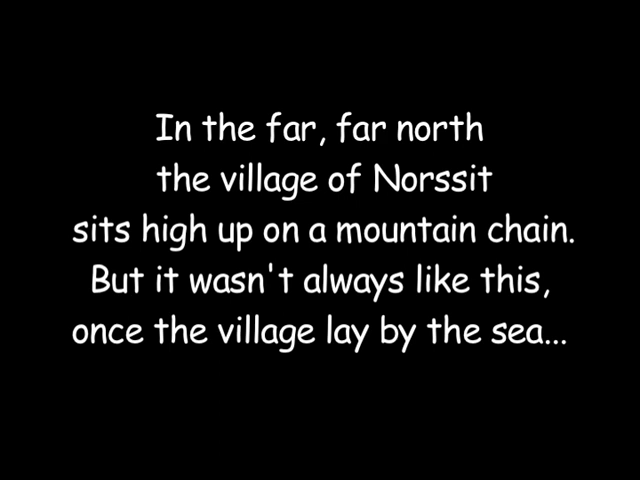 In the far, far north
the village of Norssit
sits high up on a mountain chain.
But it wasn't always like this,
once the village lay by the sea...